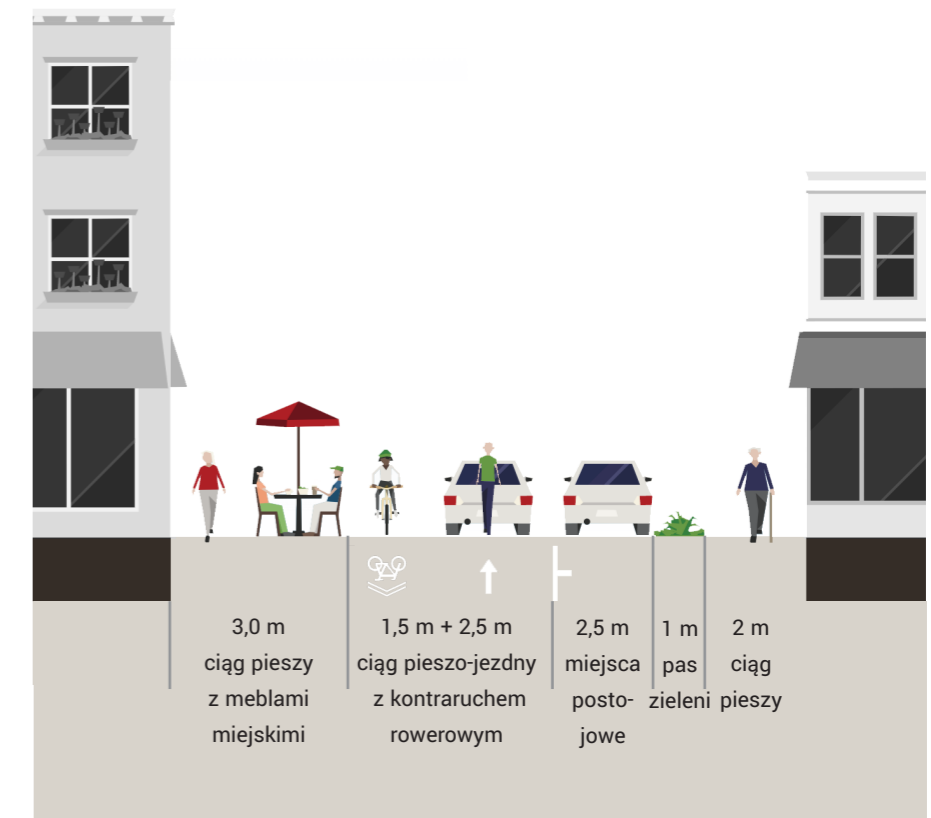 3,0 m
ciąg pieszy
z meblami
miejskimi
1,5 m + 2,5 m
ciąg pieszo-jezdny
z kontraruchem
rowerowym
2,5 m
miejsca
posto-
jowe
1 m
pas
zieleni
2 m
ciąg
pieszy